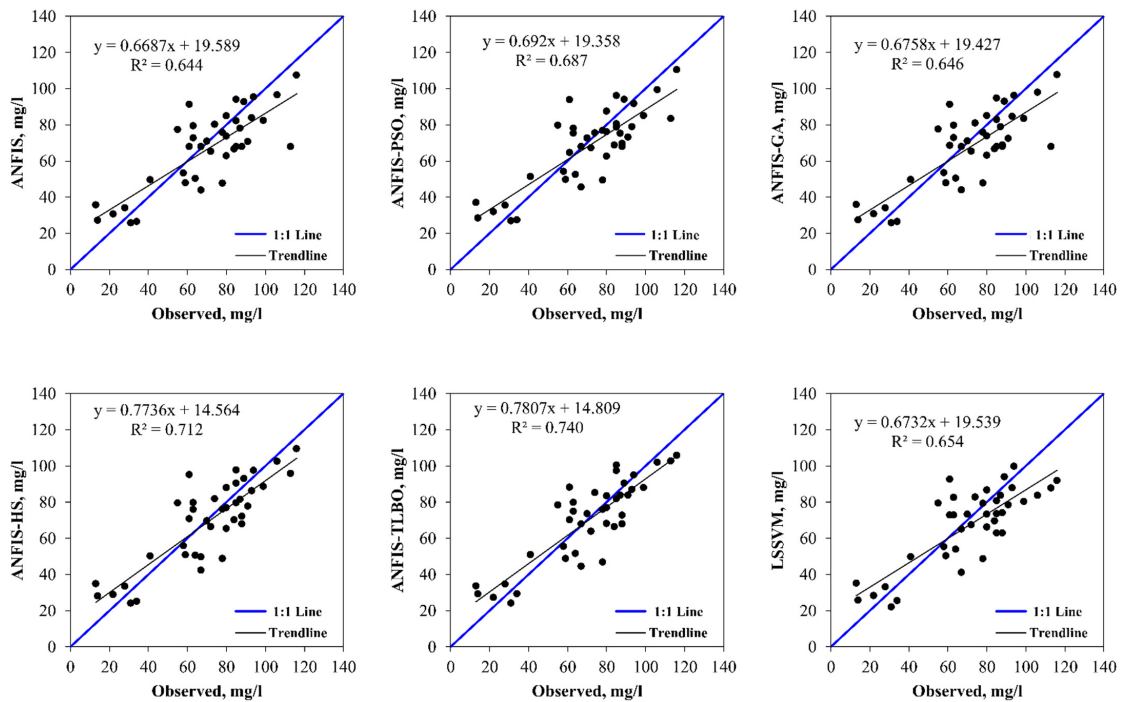 y = 0.6687x + 19.589
R² = 0.644
ANFIS, mg/l
140
120
100
80
60
40
20
0
1:1 Line
Trendline
0 20 40 60 80 100 120 140
Observed, mg/l
y = 0.692x + 19.358
R² = 0.687
ANFIS-PSO, mg/l
140
120
100
80
60
40
20
0
1:1 Line
Trendline
0 20 40 60 80 100 120 140
Observed, mg/l
y = 0.6758x + 19.427
R² = 0.646
ANFIS-GA, mg/l
140
120
100
80
60
40
20
0
1:1 Line
Trendline
0 20 40 60 80 100 120 140
Observed, mg/l
y = 0.7736x + 14.564
R² = 0.712
ANFIS-HS, mg/l
140
120
100
80
60
40
20
0
1:1 Line
Trendline
0 20 40 60 80 100 120 140
Observed, mg/l
y = 0.7807x + 14.809
R² = 0.740
ANFIS-TLBO, mg/l
140
120
100
80
60
40
20
0
1:1 Line
Trendline
0 20 40 60 80 100 120 140
Observed, mg/l
y = 0.6732x + 19.539
R² = 0.654
LSSVM, mg/l
140
120
100
80
60
40
20
0
1:1 Line
Trendline
0 20 40 60 80 100 120 140
Observed, mg/l